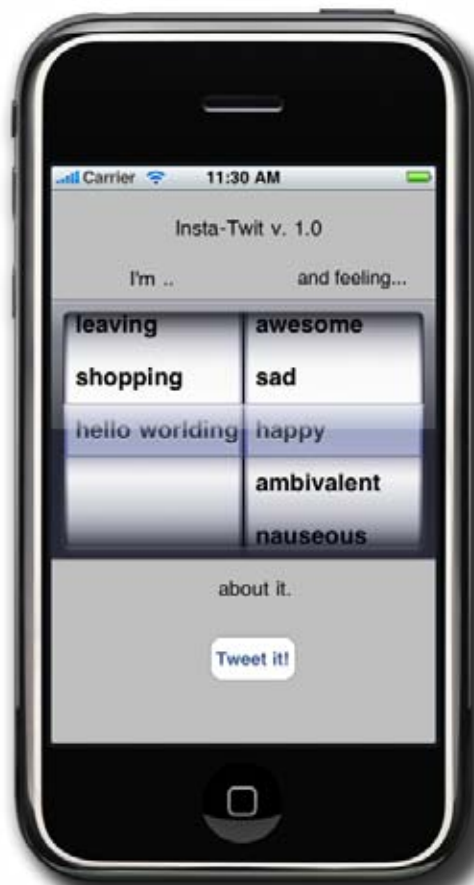 Carrier 11:30 AM
Insta-Twit v. 1.0
I'm .. and feeling...
leaving awesome
shopping sad
hello worlding happy
ambivalent
nauseous
about it.
Tweet it!